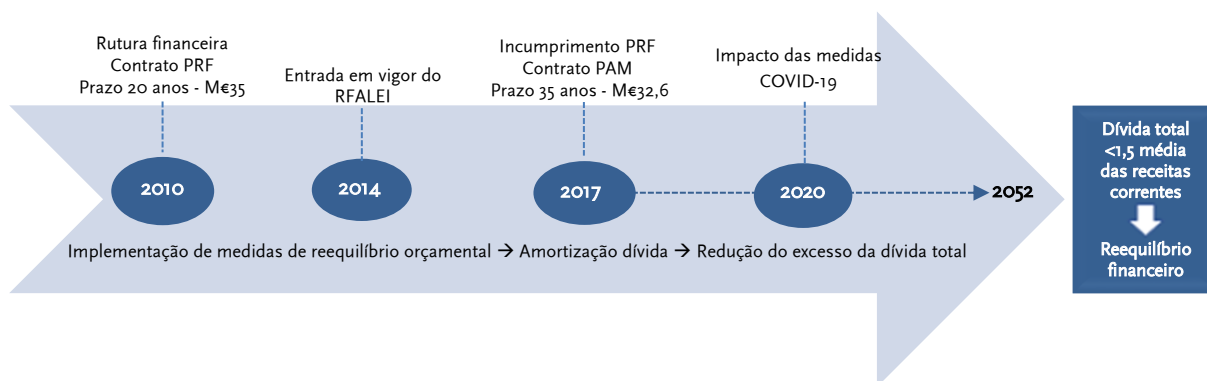 Rutura financeira
Contrato PRF
Prazo 20 anos - M€35
Entrada em vigor do
RFALEI
Incumprimento PRF
Contrato PAM
Prazo 35 anos - M€32,6
Impacto das medidas
COVID-19
2010
2014
2017
2020
2052
Implementação de medidas de reequilíbrio orçamental → Amortização dívida → Redução do excesso da dívida total
Dívida total
<1,5 média
das receitas
correntes
Reequilíbrio
financeiro